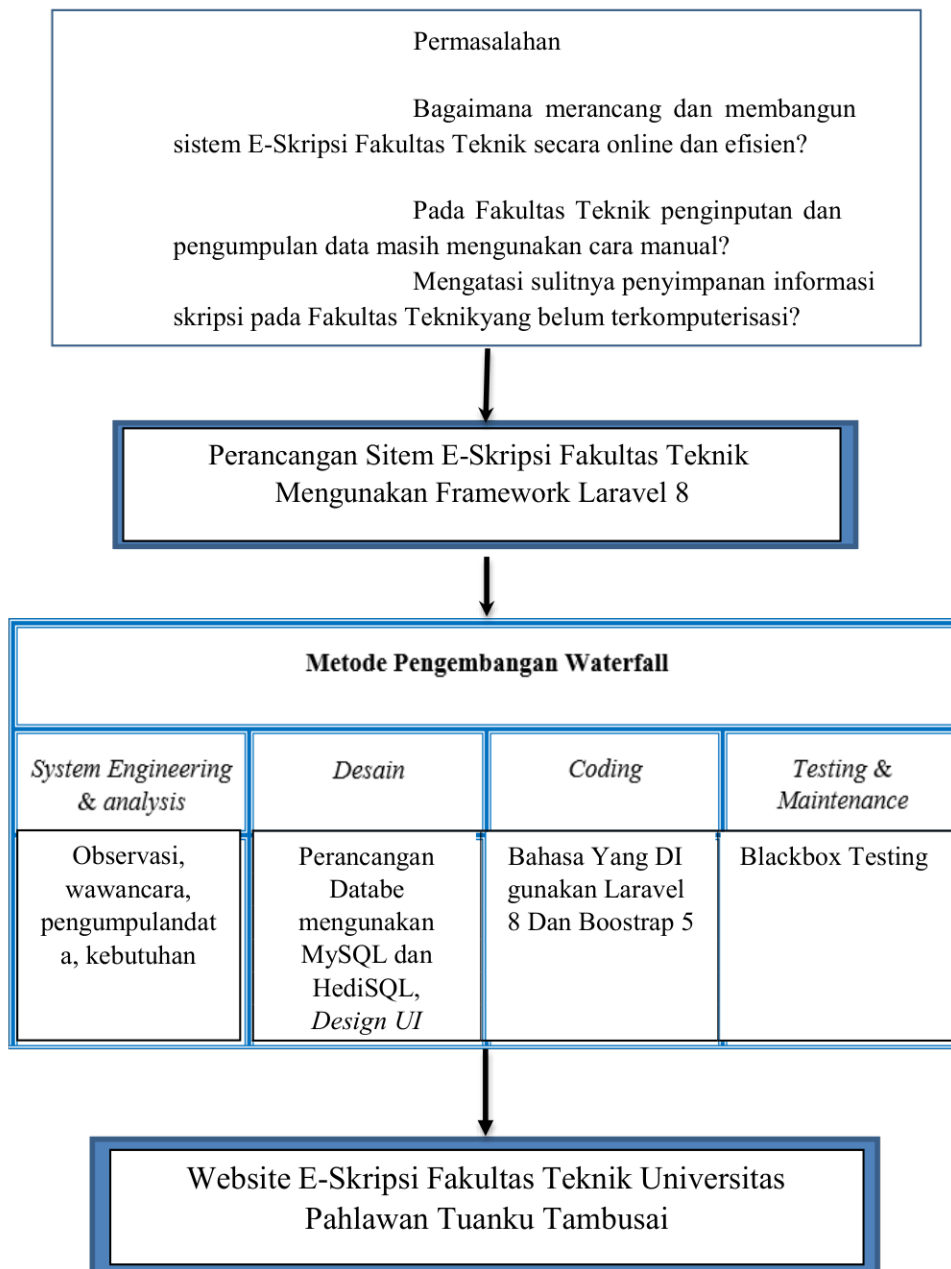 Permasalahan
Bagaimana merancang dan membangun
sistem E-Skripsi Fakultas Teknik secara online dan efisien?
Pada Fakultas Teknik penginputan dan
pengumpulan data masih mengunakan cara manual?
Mengatasi sulitnya penyimpanan informasi
skripsi pada Fakultas Teknikyang belum terkomputerisasi?
Perancangan Sitem E-Skripsi Fakultas Teknik
Mengunakan Framework Laravel 8
Metode Pengembangan Waterfall
System Engineering
& analysis
Desain
Coding
Testing &
Maintenance
Observasi,
wawancara,
pengumpulandat
a, kebutuhan
Perancangan
Databe
mengunakan
MySQL dan
HediSQL,
Design UI
Bahasa Yang DI
gunakan Laravel
8 Dan Boostrap 5
Blackbox Testing
Website E-Skripsi Fakultas Teknik Universitas
Pahlawan Tuanku Tambusai